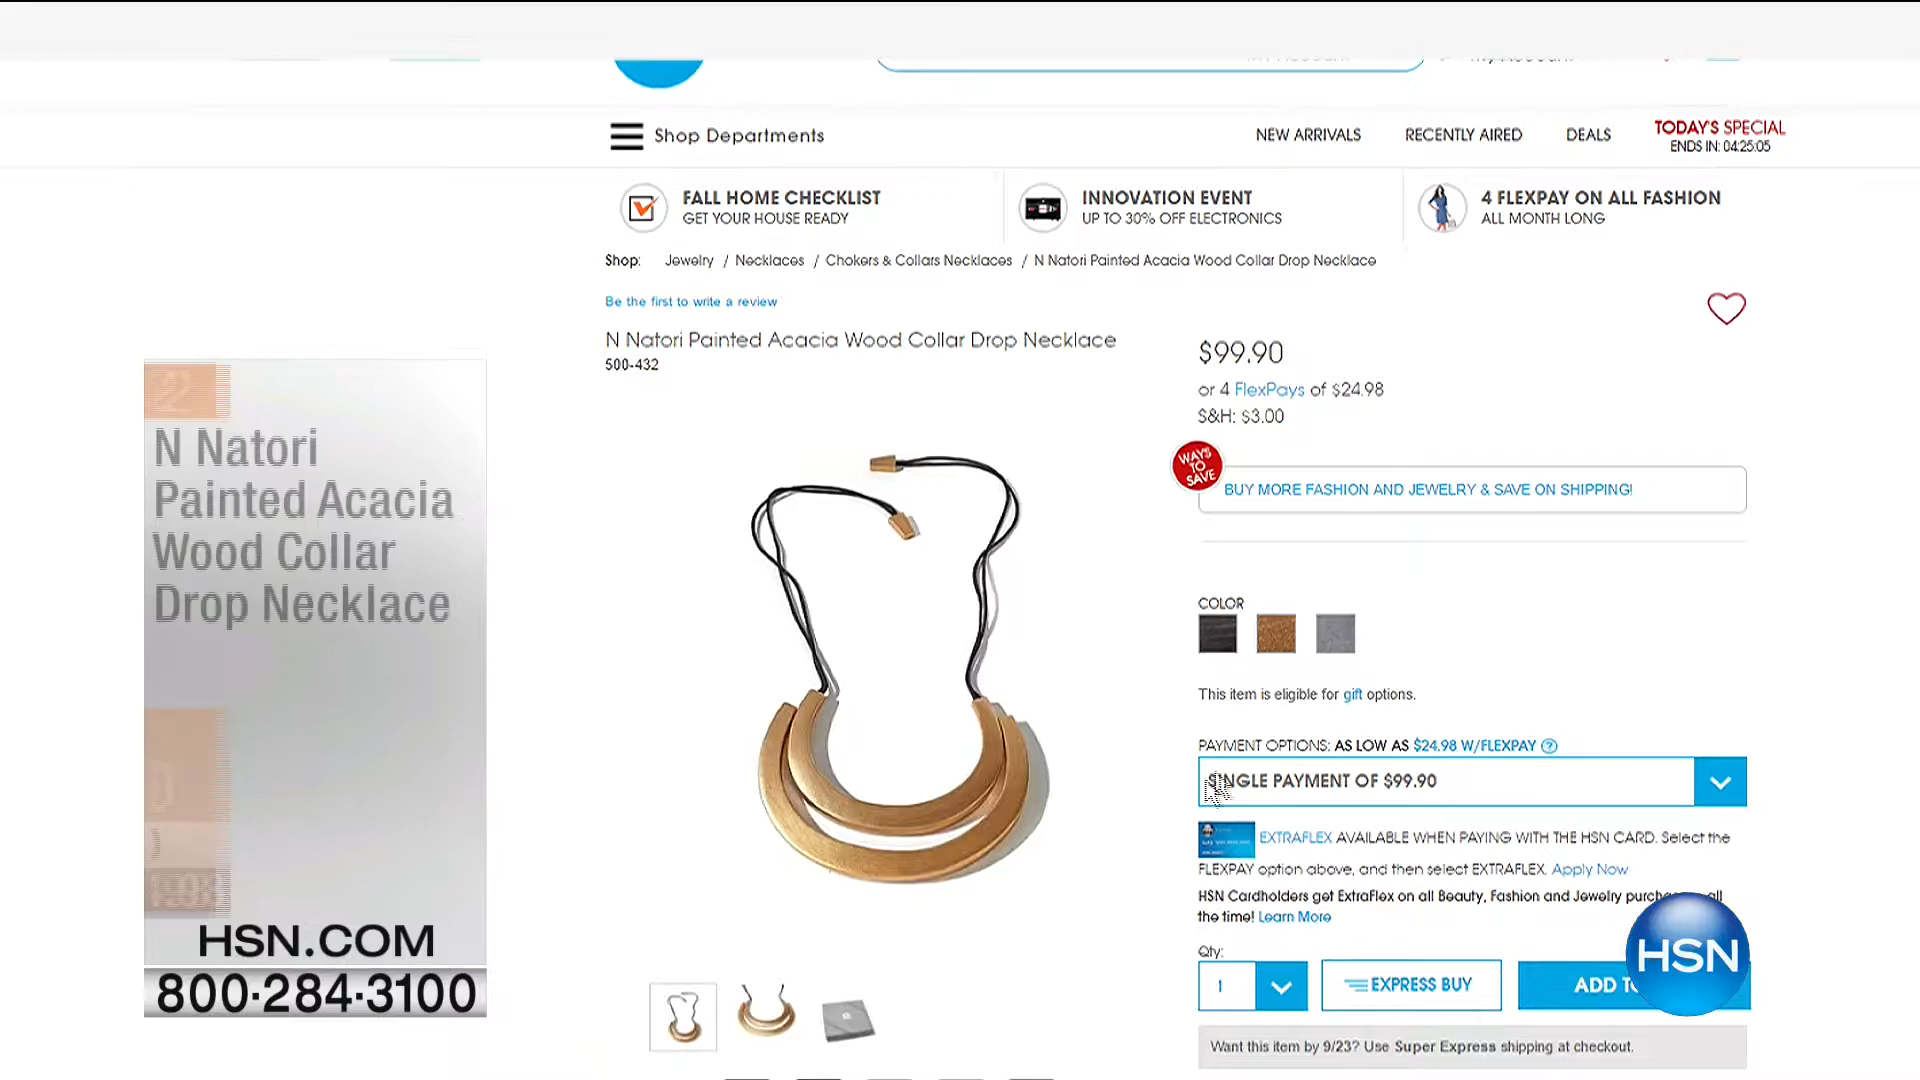 Shop Departments
NEW ARRIVALS
RECENTLY AIRED
DEALS
TODAY'S SPECIAL
ENDS IN: 04:25:05
FALL HOME CHECKLIST
GET YOUR HOUSE READY
INNOVATION EVENT
UP TO 30% OFF ELECTRONICS
4 FLEXPAY ON ALL FASHION
ALL MONTH LONG
Shop: Jewelry / Necklaces / Chokers & Collars Necklaces / N Natori Painted Acacia Wood Collar Drop Necklace
Be the first to write a review
N Natori Painted Acacia Wood Collar Drop Necklace
500-432
$99.90
or 4 FlexPays of $24.98
S&H: $3.00
WAYS
TO
SAVE
BUY MORE FASHION AND JEWELRY & SAVE ON SHIPPING!
COLOR
This item is eligible for gift options.
PAYMENT OPTIONS: AS LOW AS $24.98 W/FLEXPAY ?
SINGLE PAYMENT OF $99.90
EXTRAFLEX AVAILABLE WHEN PAYING WITH THE HSN CARD. Select the
FLEXPAY option above, and then select EXTRAFLEX. Apply Now
HSN Cardholders get ExtraFlex on all Beauty, Fashion and Jewelry all
the time! Learn More
Qty:
1
EXPRESS BUY
ADD
HSN
Want this item by 9/23? Use Super Express shipping at checkout.
2
N Natori
Painted Acacia
Wood Collar
Drop Necklace
HSN.COM
800·284·3100